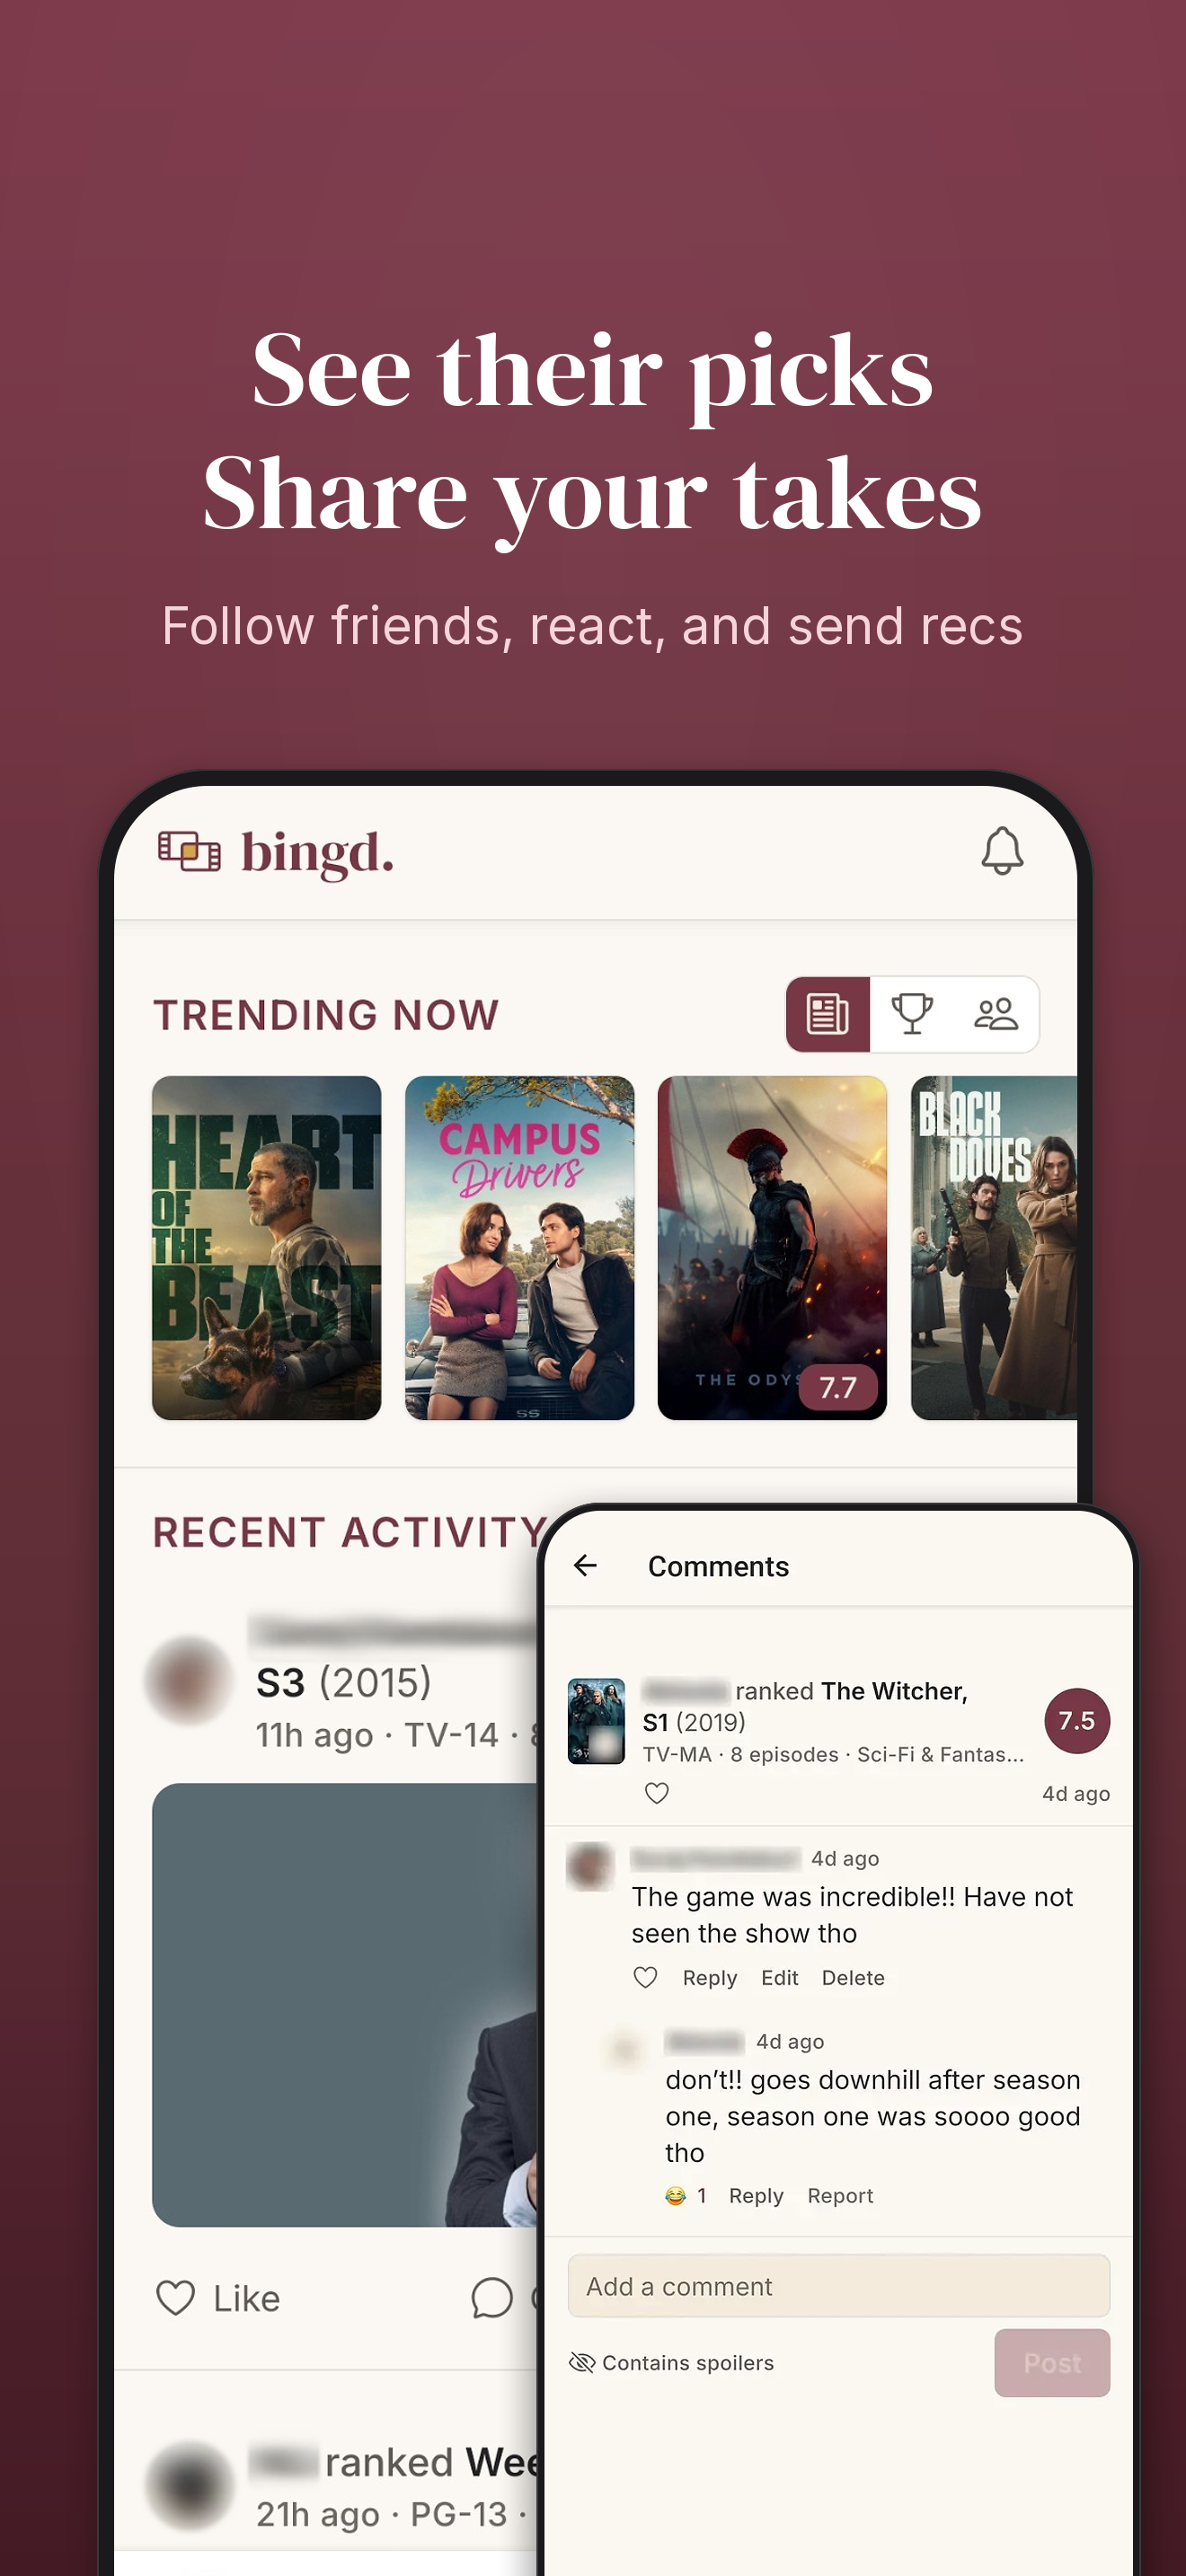 See their picks
Share your takes
Follow friends, react, and send recs
bingd.
TRENDING NOW
HEART
OF
THE
BEAST
CAMPUS
Drivers
THE
7.7
BLACK
DOVES
RECENT ACTIVITY
S3 (2015)
11h ago · TV-14 ·
Like
ranked
21h ago · PG-13 ·
Comments
ranked The Witcher,
S1 (2019)
TV-MA · 8 episodes · Sci-Fi & Fantas...
7.5
4d ago
4d ago
The game was incredible!! Have not
seen the show tho
Reply Edit Delete
4d ago
don't!! goes downhill after season
one, season one was soooo good
tho
😂 1 Reply Report
Add a comment
Contains spoilers
Post